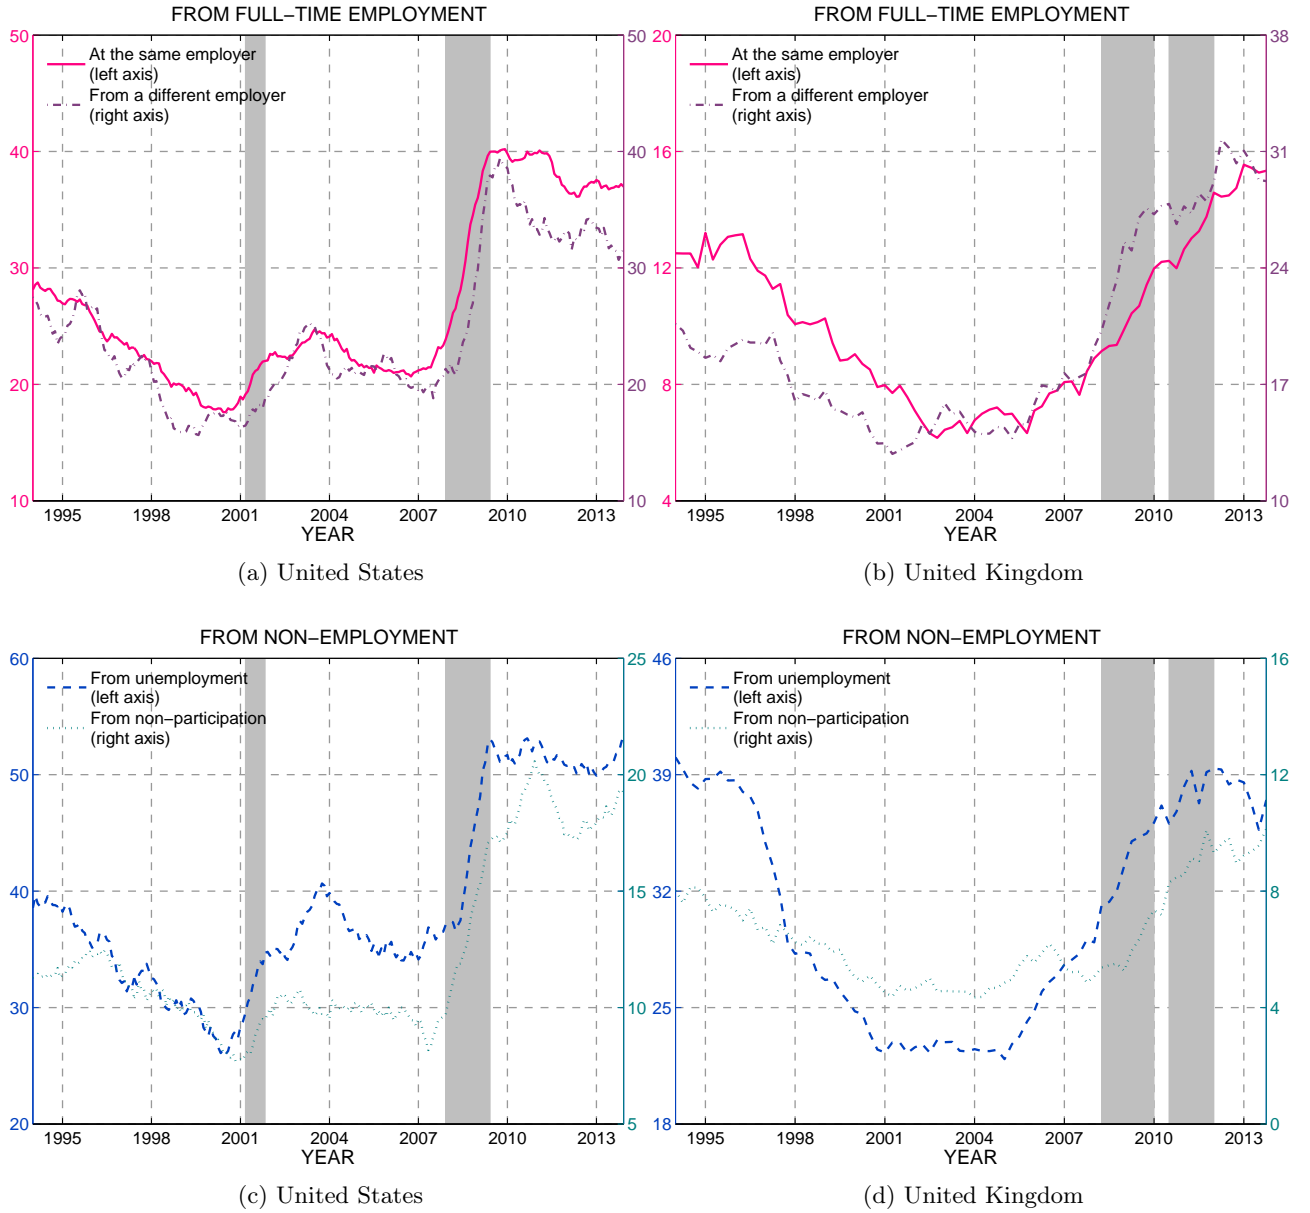 FROM FULL−TIME EMPLOYMENT
50
40
30
20
10
At the same employer
(left axis)
From a different employer
(right axis)
50
40
30
20
10
1995 1998 2001 2004 2007 2010 2013
YEAR
(a) United States
FROM FULL−TIME EMPLOYMENT
20
16
12
8
4
At the same employer
(left axis)
From a different employer
(right axis)
38
31
24
17
10
1995 1998 2001 2004 2007 2010 2013
YEAR
(b) United Kingdom
FROM NON−EMPLOYMENT
60
50
40
30
20
From unemployment
(left axis)
From non−participation
(right axis)
25
20
15
10
5
1995 1998 2001 2004 2007 2010 2013
YEAR
(c) United States
FROM NON−EMPLOYMENT
46
39
32
25
18
From unemployment
(left axis)
From non−participation
(right axis)
16
12
8
4
0
1995 1998 2001 2004 2007 2010 2013
YEAR
(d) United Kingdom